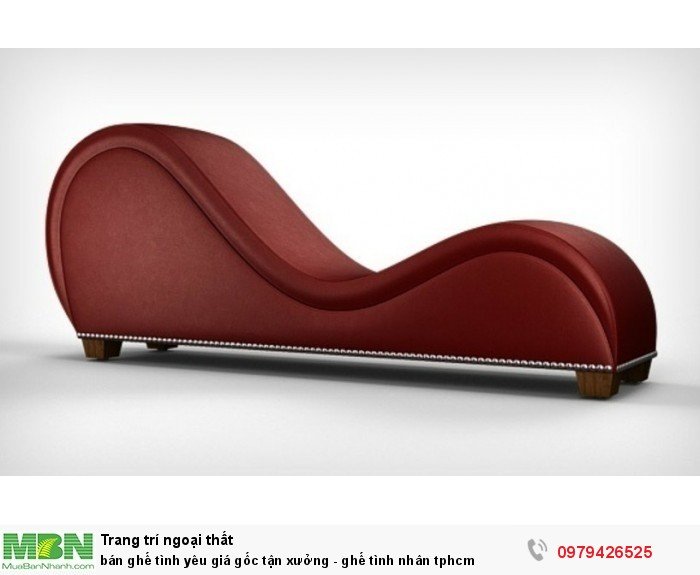 MBN
MuaBanNhanh.com
Trang trí ngoại thất
bán ghế tình yêu giá gốc tận xưởng - ghế tình nhân tphcm
0979426525